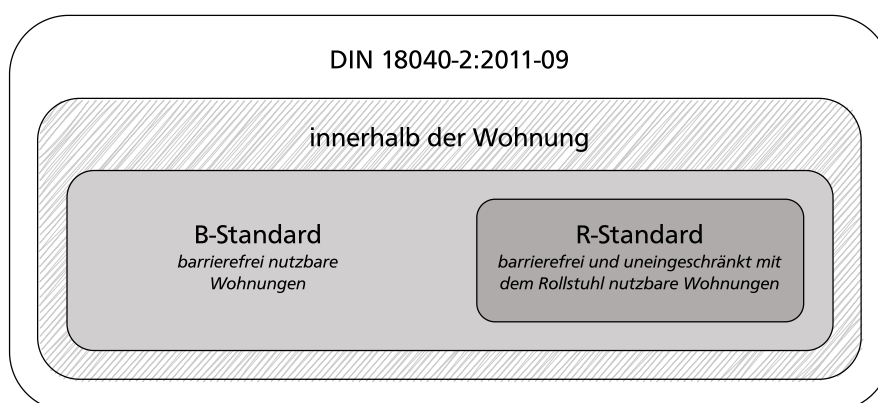 DIN 18040-2:2011-09
innerhalb der Wohnung
B-Standard
barrierefrei nutzbare
Wohnungen
R-Standard
barrierefrei und uneingeschränkt mit
dem Rollstuhl nutzbare Wohnungen